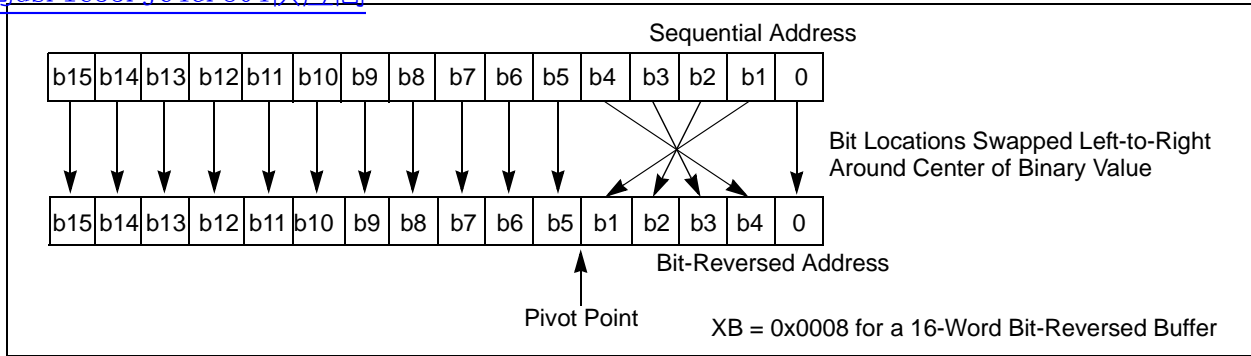 Sequential Address
b15 b14 b13 b12 b11 b10 b9 b8 b7 b6 b5 b4 b3 b2 b1 0
Bit Locations Swapped Left-to-Right
Around Center of Binary Value
b15 b14 b13 b12 b11 b10 b9 b8 b7 b6 b5 b1 b2 b3 b4 0
Bit-Reversed Address
Pivot Point
XB = 0x0008 for a 16-Word Bit-Reversed Buffer